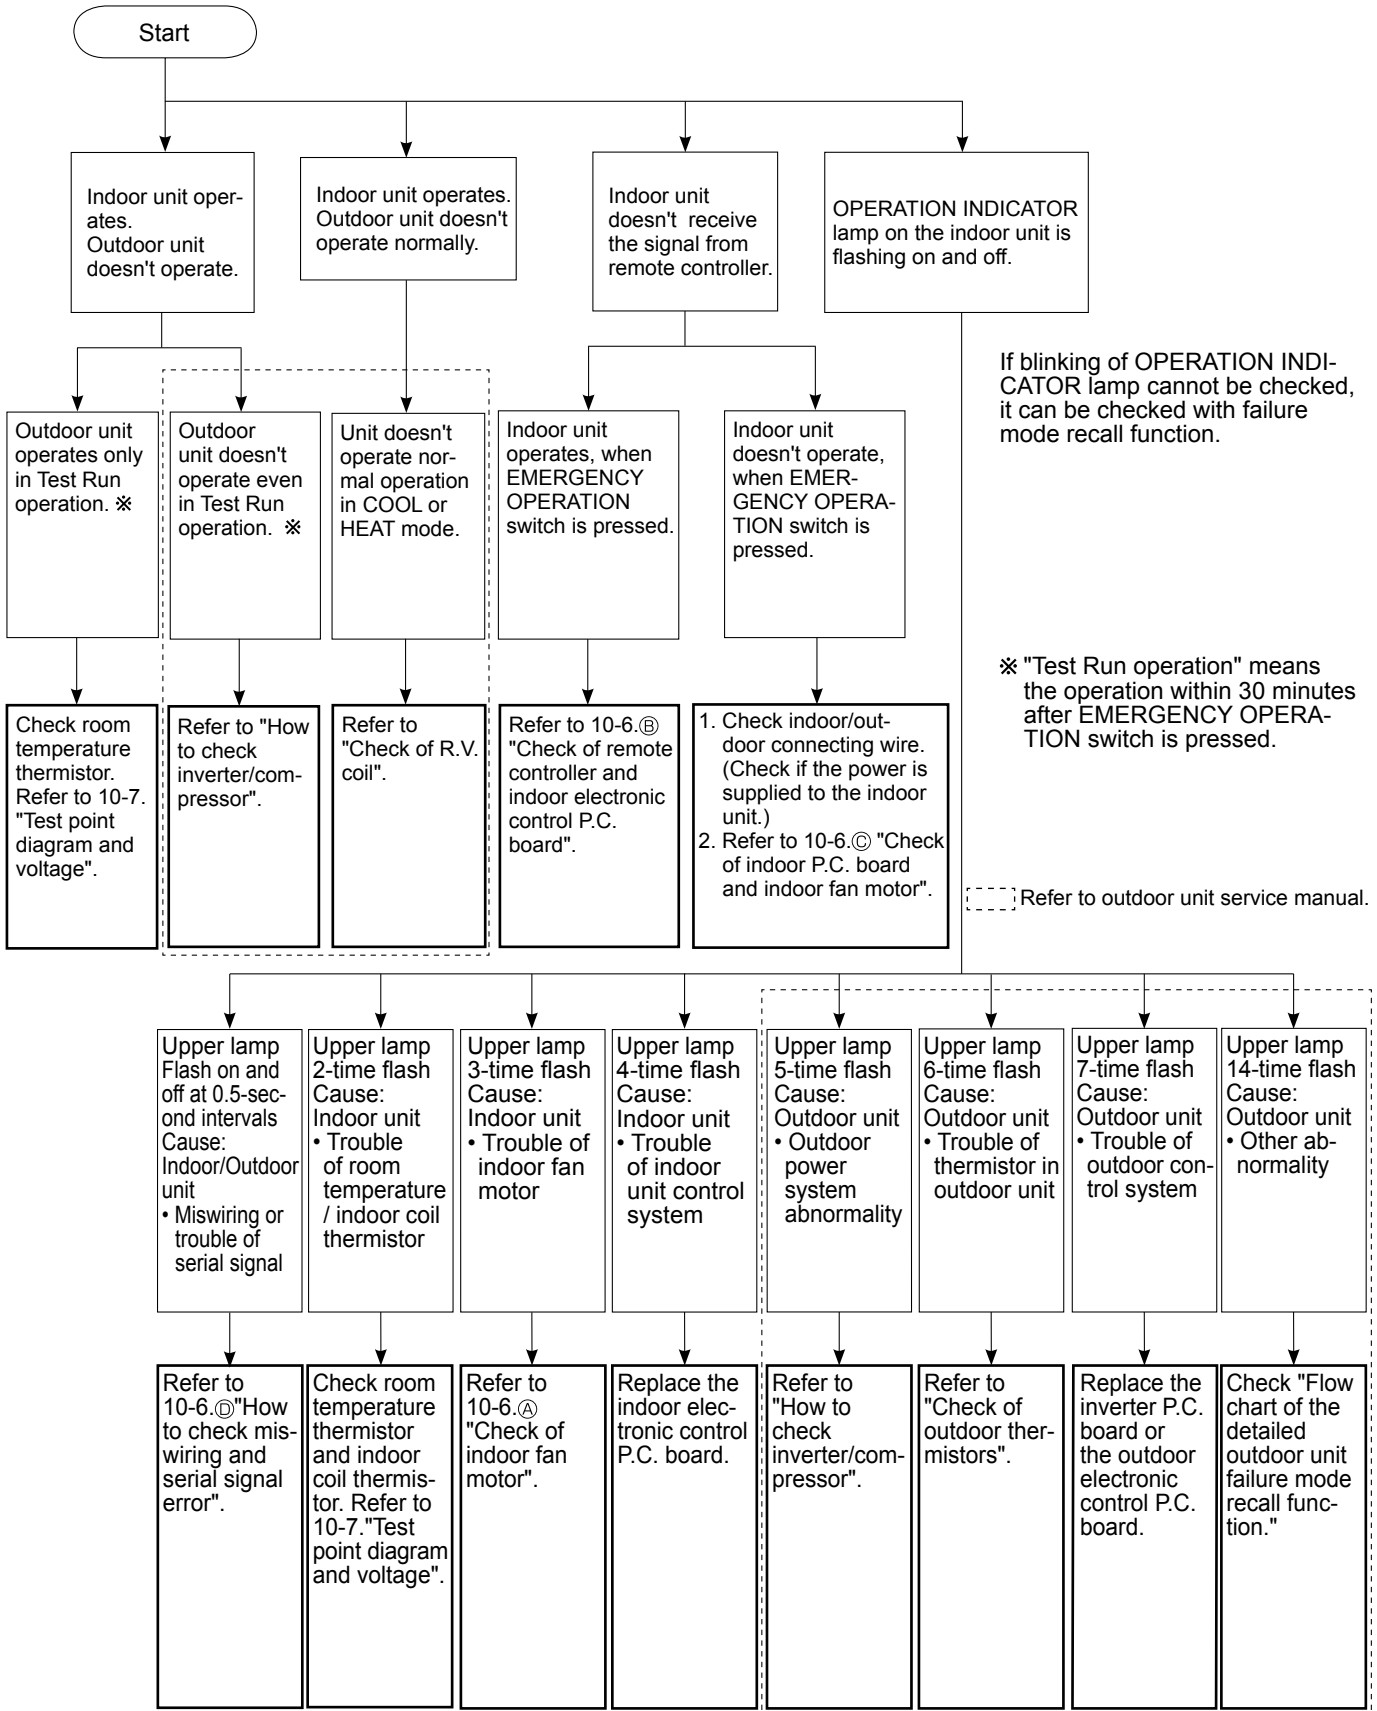 Start
Indoor unit oper-
ates.
Outdoor unit
doesn't operate.
Indoor unit operates.
Outdoor unit doesn't
operate normally.
Indoor unit
doesn't receive
the signal from
remote controller.
OPERATION INDICATOR
lamp on the indoor unit is
flashing on and off.
If blinking of OPERATION INDI-
CATOR lamp cannot be checked,
it can be checked with failure
mode recall function.
Outdoor unit
operates only
in Test Run
operation. ※
Outdoor
unit doesn't
operate even
in Test Run
operation. ※
Unit doesn't
operate nor-
mal operation
in COOL or
HEAT mode.
Indoor unit
operates, when
EMERGENCY
OPERATION
switch is pressed.
Indoor unit
doesn't operate,
when EMER-
GENCY OPERA-
TION switch is
pressed.
※ "Test Run operation" means
the operation within 30 minutes
after EMERGENCY OPERA-
TION switch is pressed.
Check room
temperature
thermistor.
Refer to 10-7.
"Test point
diagram and
voltage".
Refer to "How
to check
inverter/com-
pressor".
Refer to
"Check of R.V.
coil".
Refer to 10-6.Ⓑ
"Check of remote
controller and
indoor electronic
control P.C.
board".
1. Check indoor/out-
door connecting wire.
(Check if the power is
supplied to the indoor
unit.)
2. Refer to 10-6.Ⓒ "Check
of indoor P.C. board
and indoor fan motor".
Refer to outdoor unit service manual.
Upper lamp
Flash on and
off at 0.5-sec-
ond intervals
Cause:
Indoor/Outdoor
unit
• Miswiring or
trouble of
serial signal
Upper lamp
2-time flash
Cause:
Indoor unit
• Trouble
of room
temperature
/ indoor coil
thermistor
Upper lamp
3-time flash
Cause:
Indoor unit
• Trouble of
indoor fan
motor
Upper lamp
4-time flash
Cause:
Indoor unit
• Trouble
of indoor
unit control
system
Upper lamp
5-time flash
Cause:
Outdoor unit
• Outdoor
power
system
abnormality
Upper lamp
6-time flash
Cause:
Outdoor unit
• Trouble of
thermistor in
outdoor unit
Upper lamp
7-time flash
Cause:
Outdoor unit
• Trouble of
outdoor con-
trol system
Upper lamp
14-time flash
Cause:
Outdoor unit
• Other ab-
normality
Refer to
10-6.Ⓓ"How
to check mis-
wiring and
serial signal
error".
Check room
temperature
thermistor
and indoor
coil thermis-
tor. Refer to
10-7."Test
point diagram
and voltage".
Refer to
10-6.Ⓐ
"Check of
indoor fan
motor".
Replace the
indoor elec-
tronic control
P.C. board.
Refer to
"How to
check
inverter/com-
pressor".
Refer to
"Check of
outdoor ther-
mistors".
Replace the
inverter P.C.
board or
the outdoor
electronic
control P.C.
board.
Check "Flow
chart of the
detailed
outdoor unit
failure mode
recall func-
tion."